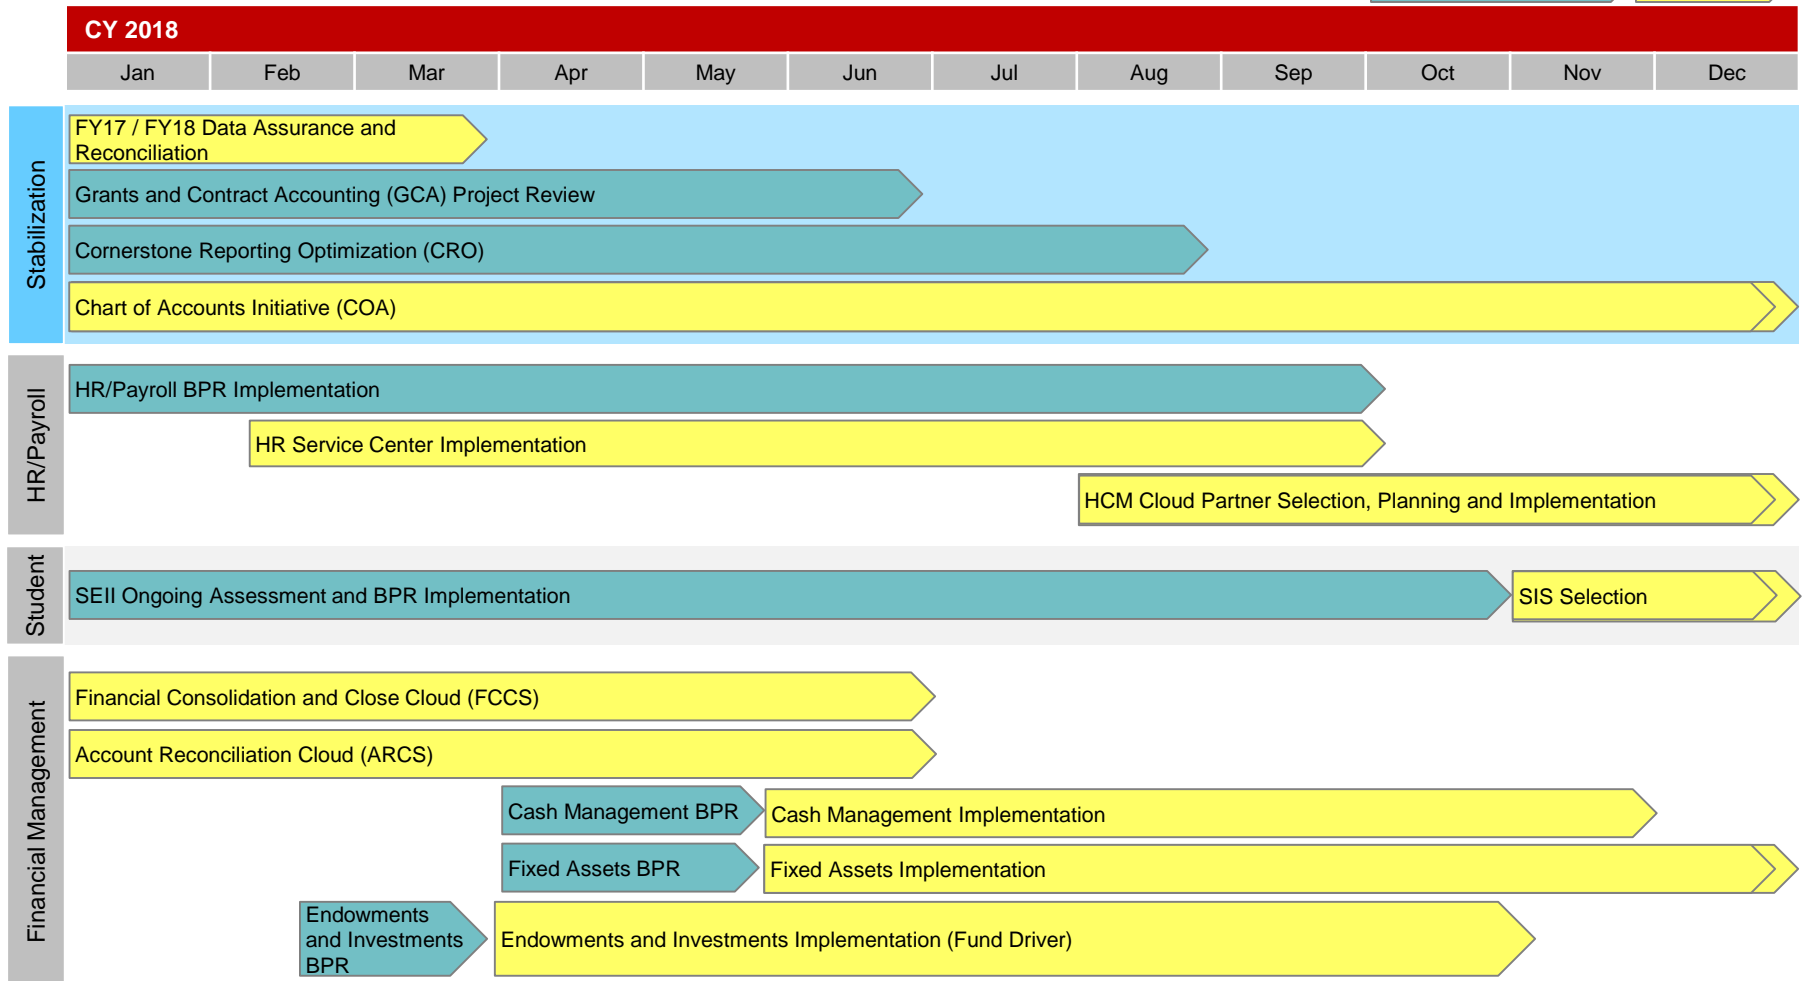 CY 2018
Jan
Feb
Mar
Apr
May
Jun
Jul
Aug
Sep
Oct
Nov
Dec
Stabilization
FY17 / FY18 Data Assurance and
Reconciliation
Grants and Contract Accounting (GCA) Project Review
Cornerstone Reporting Optimization (CRO)
Chart of Accounts Initiative (COA)
HR/Payroll
HR/Payroll BPR Implementation
HR Service Center Implementation
HCM Cloud Partner Selection, Planning and Implementation
Student
SEII Ongoing Assessment and BPR Implementation
SIS Selection
Financial Management
Financial Consolidation and Close Cloud (FCCS)
Account Reconciliation Cloud (ARCS)
Cash Management BPR
Cash Management Implementation
Fixed Assets BPR
Fixed Assets Implementation
Endowments
and Investments
BPR
Endowments and Investments Implementation (Fund Driver)